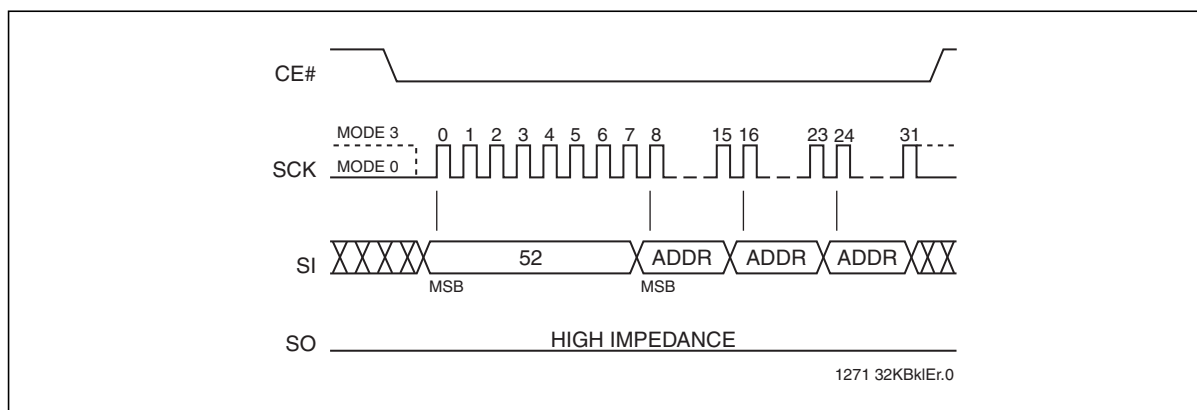 CE#
MODE 3
0 1 2 3 4 5 6 7 8 15 16 23 24 31
SCK
MODE 0
SI
52
ADDR
ADDR
ADDR
MSB
MSB
SO
HIGH IMPEDANCE
1271 32KBklEr.0